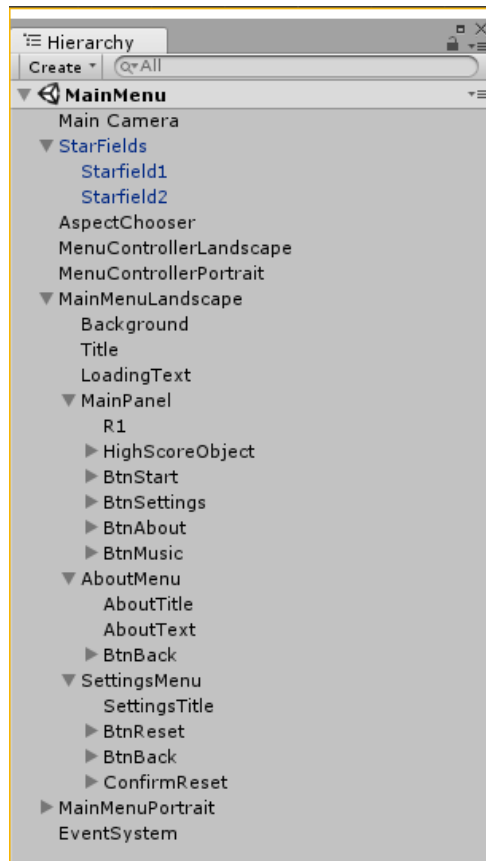 Hierarchy
Create All
MainMenu
Main Camera
StarFields
Starfield1
Starfield2
AspectChooser
MenuControllerLandscape
MenuControllerPortrait
MainMenuLandscape
Background
Title
LoadingText
MainPanel
R1
HighScoreObject
BtnStart
BtnSettings
BtnAbout
BtnMusic
AboutMenu
AboutTitle
AboutText
BtnBack
SettingsMenu
SettingsTitle
BtnReset
BtnBack
ConfirmReset
MainMenuPortrait
EventSystem